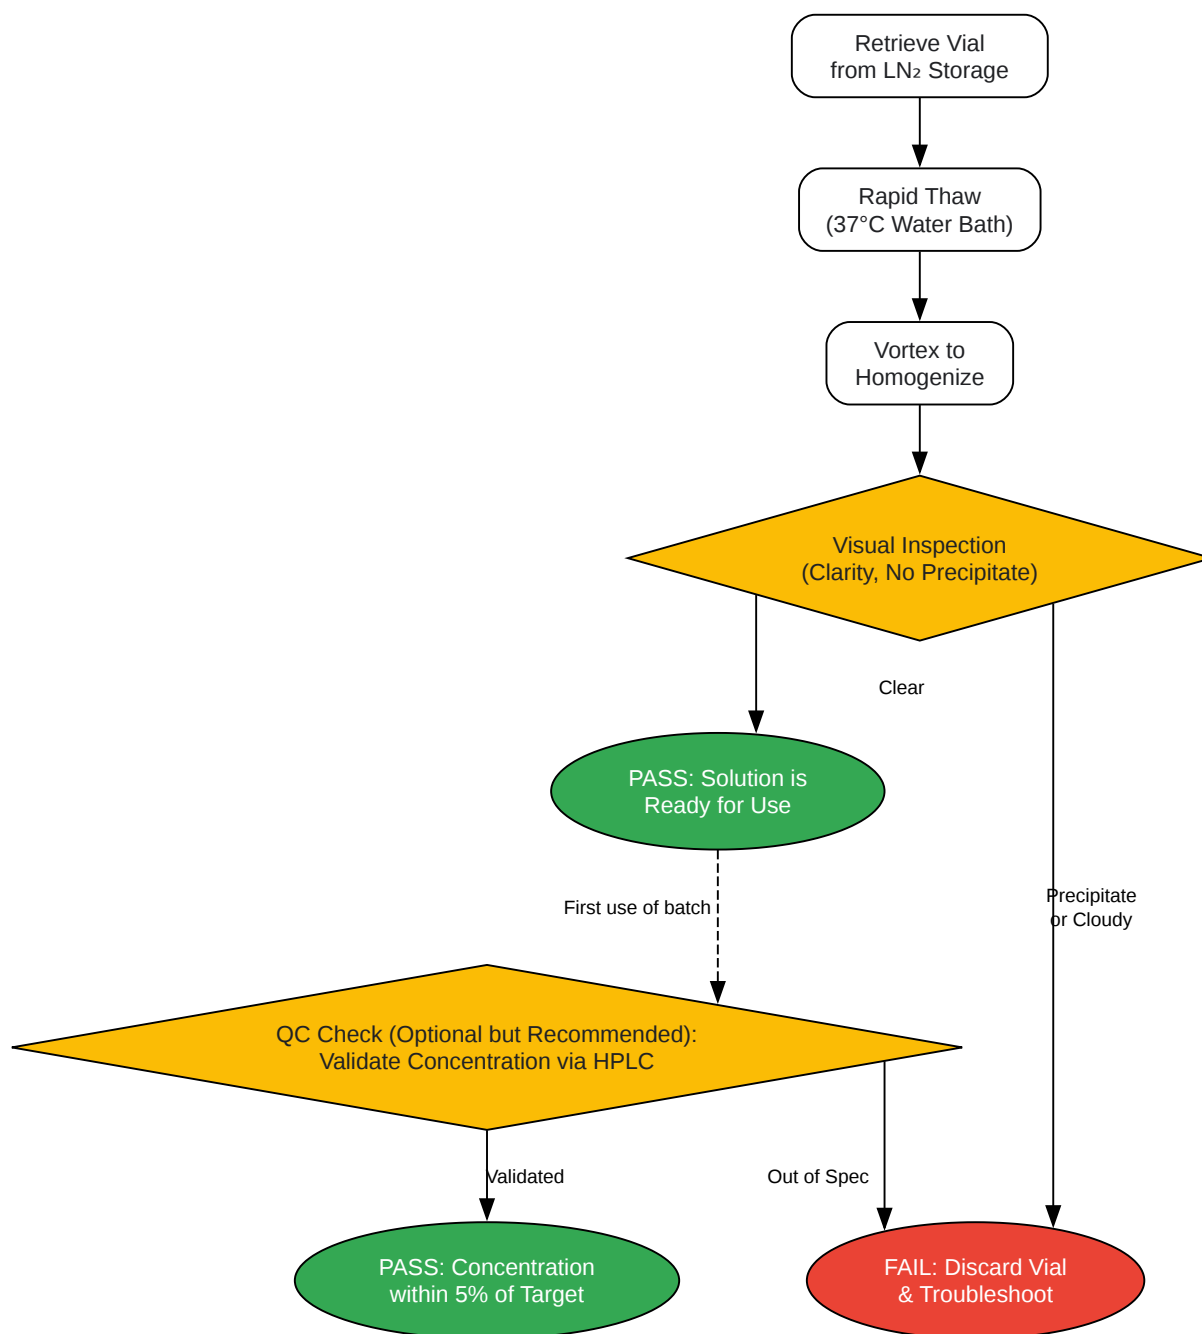 Retrieve Vial
from LN₂ Storage
Rapid Thaw
(37°C Water Bath)
Vortex to
Homogenize
Visual Inspection
(Clarity, No Precipitate)
Clear
PASS: Solution is
Ready for Use
First use of batch
Precipitate
or Cloudy
QC Check (Optional but Recommended):
Validate Concentration via HPLC
Validated
Out of Spec
PASS: Concentration
within 5% of Target
FAIL: Discard Vial
& Troubleshoot